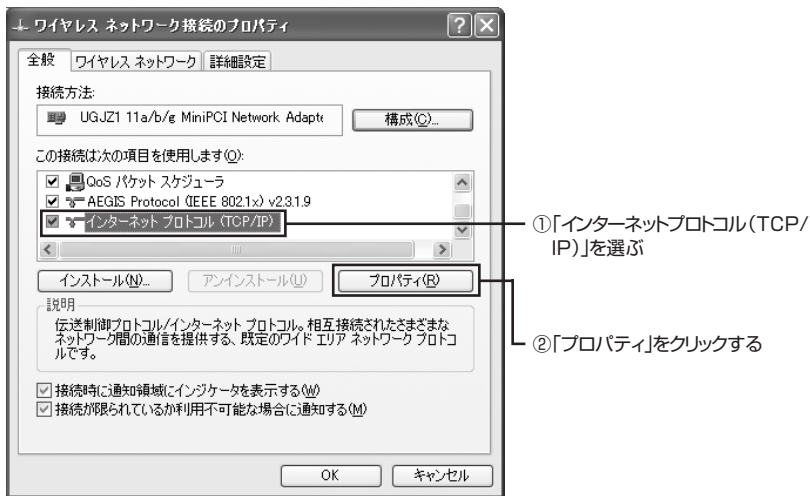 ワイヤレス ネットワーク接続のプロパティ
全般 ワイヤレス ネットワーク 詳細設定
接続方法:
UGJZ1 11a/b/g MiniPCI Network Adapte
構成(C)...
この接続は次の項目を使用します(O):
QoS パケット スケジューラ
AEGIS Protocol (IEEE 802.1x) v2.3.1.9
インターネット プロトコル (TCP/IP)
インストール(N)... アンインストール(U) プロパティ(R)
説明
伝送制御プロトコル/インターネット プロトコル。相互接続されたさまざまな
ネットワーク間の通信を提供する、既定のワイド エリア ネットワーク プロトコ
ルです。
接続時に通知領域にインジケータを表示する(W)
接続が限られているか利用不可能な場合に通知する(M)
OK キャンセル
①「インターネットプロトコル(TCP/
IP)」を選ぶ
②「プロパティ」をクリックする